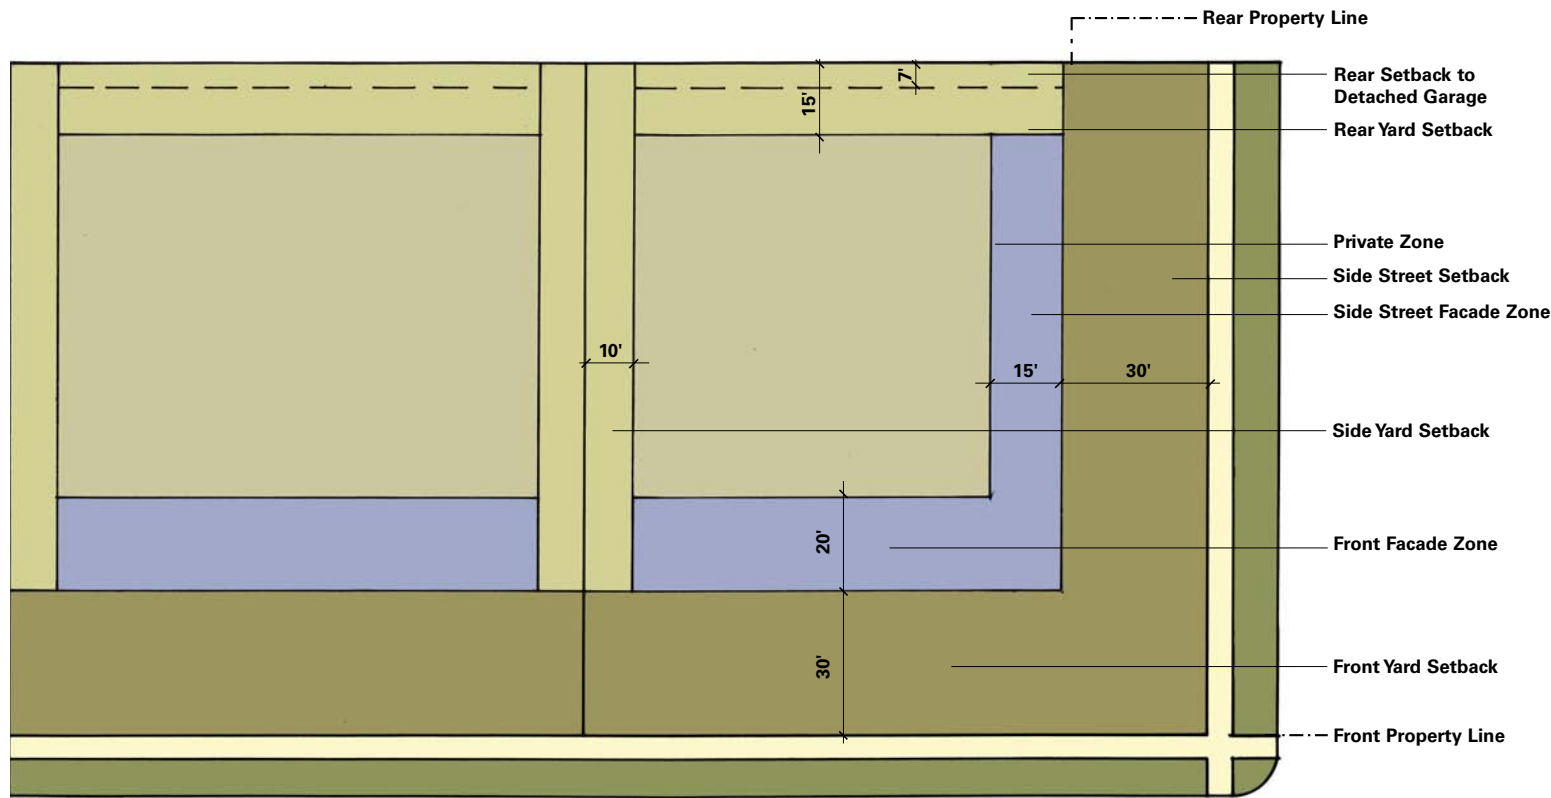 Rear Property Line
Rear Setback to
Detached Garage
7'
15'
Rear Yard Setback
Private Zone
Side Street Setback
Side Street Facade Zone
10'
15'
30'
Side Yard Setback
20'
Front Facade Zone
30'
Front Yard Setback
Front Property Line